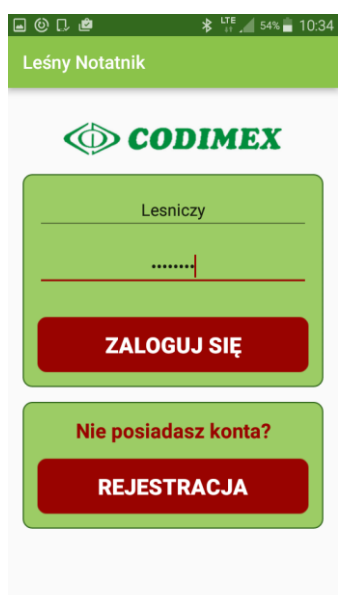 LTE 54% 10:34
Leśny Notatnik
CODIMEX
Lesniczy
••••••••
ZALOGUJ SIĘ
Nie posiadasz konta?
REJESTRACJA